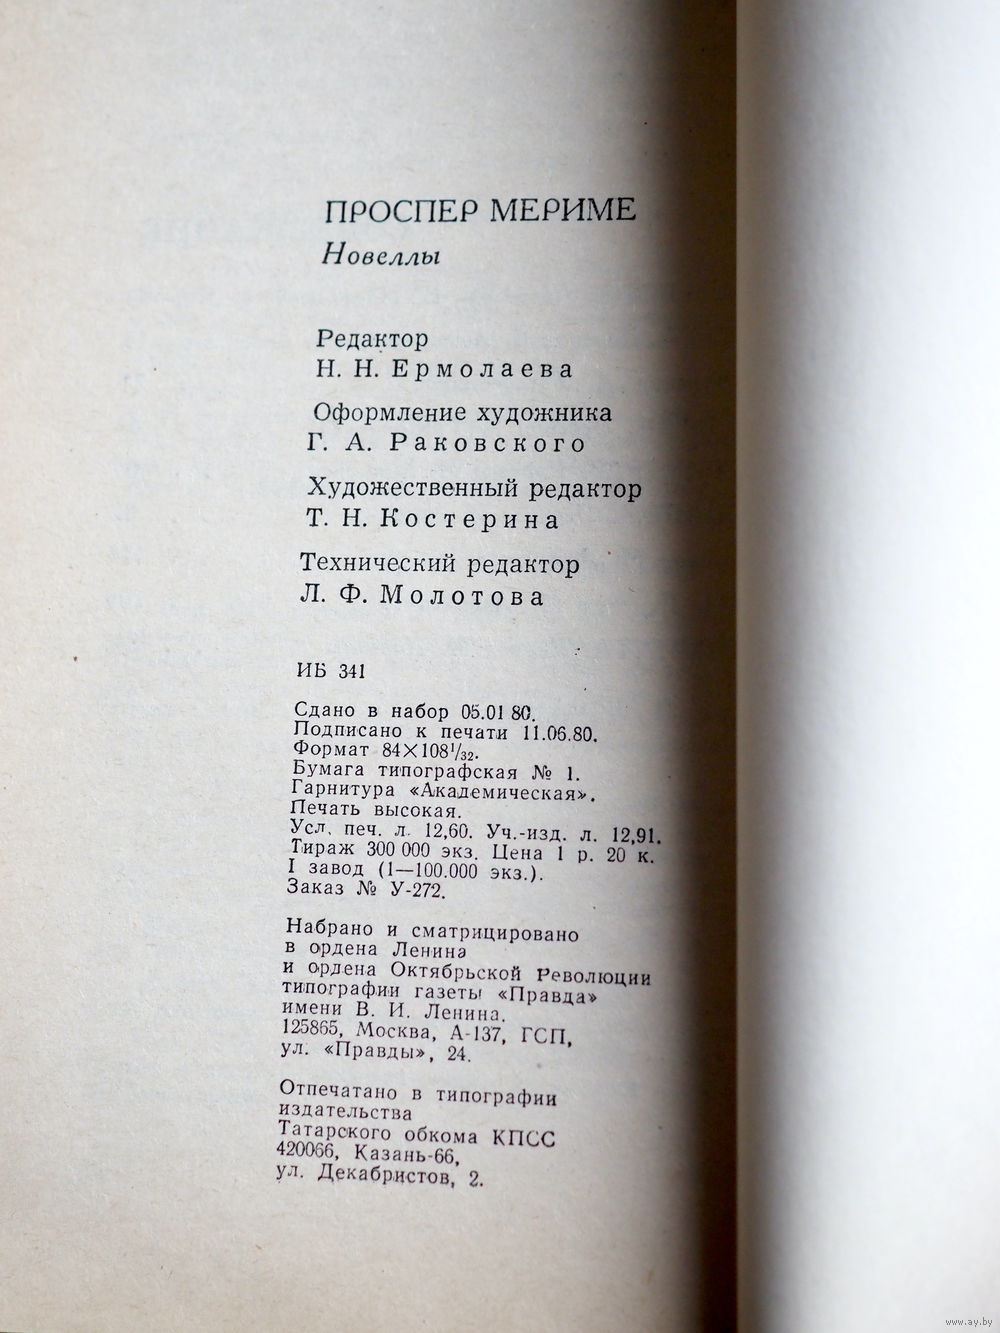 ПРОСПЕР МЕРИМЕ
Новеллы
Редактор
Н. Н. Ермолаева
Оформление художника
Г. А. Раковского
Художественный редактор
Т. Н. Костерина
Технический редактор
Л. Ф. Молотова
ИБ 341
Сдано в набор 05.01 80.
Подписано к печати 11.06.80.
Формат 84×108¹/₃₂.
Бумага типографская № 1.
Гарнитура «Академическая».
Печать высокая.
Усл. печ. л. 12,60. Уч.-изд. л. 12,91.
Тираж 300 000 экз. Цена 1 р. 20 к.
I завод (1—100.000 экз.).
Заказ № У-272.
Набрано и сматрицировано
в ордена Ленина
и ордена Октябрьской Революции
типографии газеты «Правда»
имени В. И. Ленина.
125865, Москва, А-137, ГСП,
ул. «Правды», 24.
Отпечатано в типографии
издательства
Татарского обкома КПСС
420066, Казань-66,
ул. Декабристов, 2.
www.ay.by